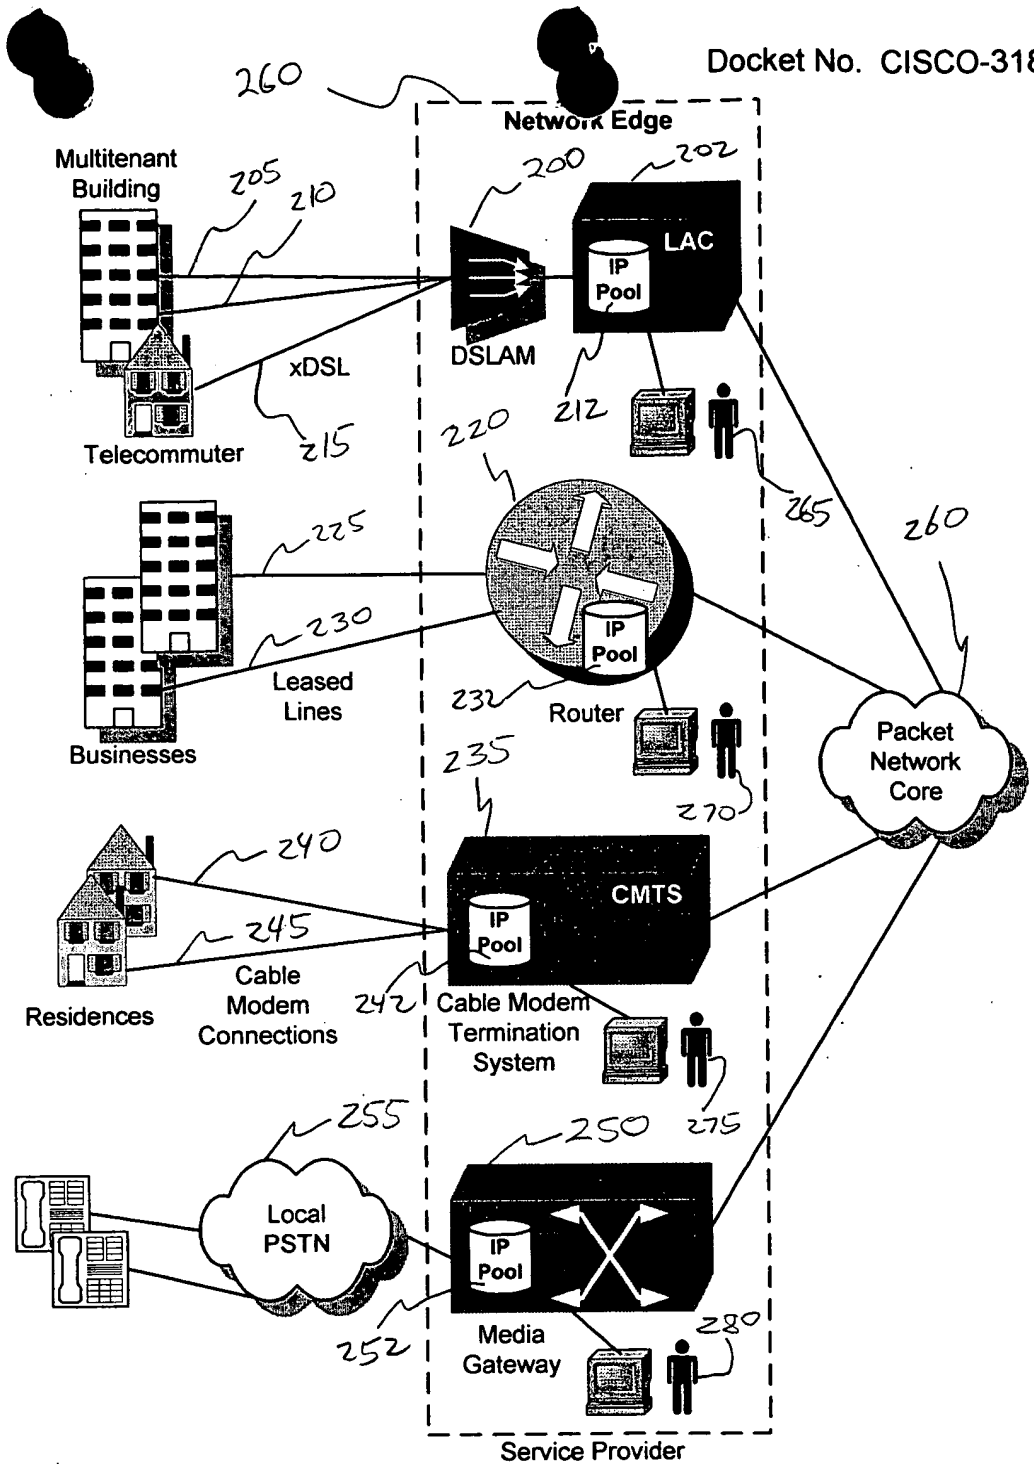 Docket No. CISCO-318
260
Network Edge
Multitenant
Building
205
210
200
202
LAC
IP
Pool
DSLAM
xDSL
212
Telecommuter
215
220
265
260
225
230
IP
Pool
Leased
Lines
232
Router
Businesses
235
270
Packet
Network
Core
240
CMTS
IP
Pool
245
Cable
Modem
Connections
242
Cable Modem
Termination
System
Residences
275
255
250
Local
PSTN
IP
Pool
252
Media
Gateway
280
Service Provider